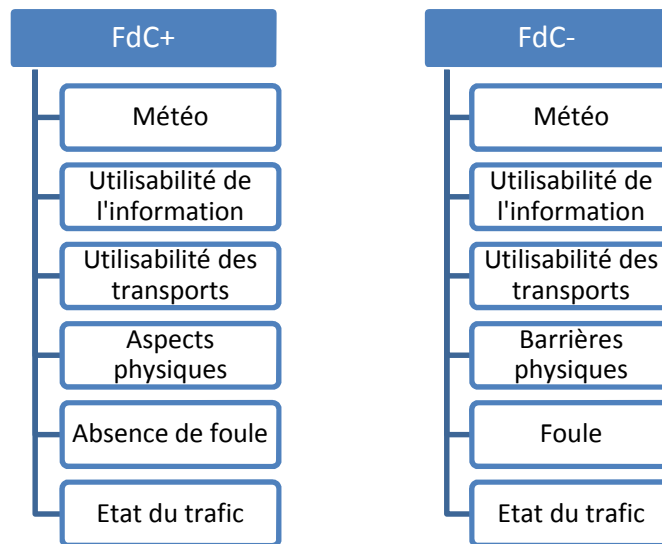 FdC+
Météo
Utilisabilité de
l'information
Utilisabilité des
transports
Aspects
physiques
Absence de foule
Etat du trafic
FdC-
Météo
Utilisabilité de
l'information
Utilisabilité des
transports
Barrières
physiques
Foule
Etat du trafic